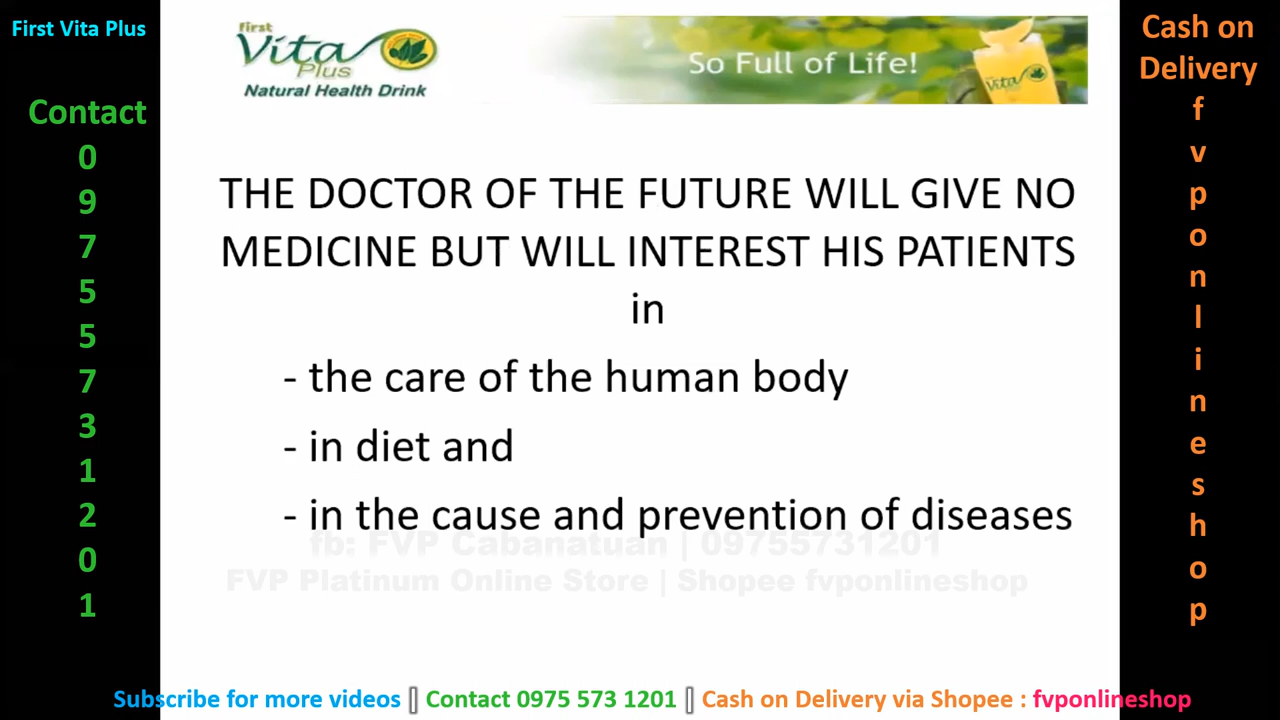 First Vita Plus
Contact
0
9
7
5
5
7
3
1
2
0
1
First
Vita
Plus
Natural Health Drink
So Full of Life!
Vita
THE DOCTOR OF THE FUTURE WILL GIVE NO
MEDICINE BUT WILL INTEREST HIS PATIENTS
in
- the care of the human body
- in diet and
- in the cause and prevention of diseases
fb: FVP Cabanatuan | 09755731201
FVP Platinum Online Store | Shopee fvponlineshop
Cash on
Delivery
f
v
p
o
n
l
i
n
e
s
h
o
p
Subscribe for more videos | Contact 0975 573 1201 | Cash on Delivery via Shopee : fvponlineshop